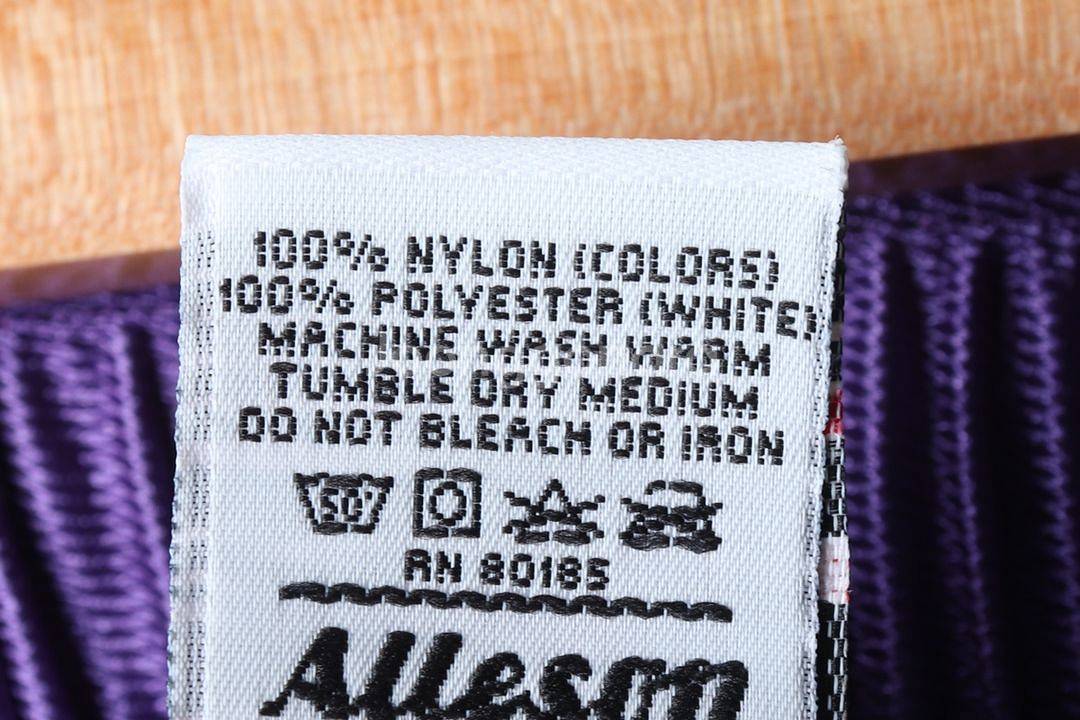 100% NYLON (COLORS)
100% POLYESTER (WHITE)
MACHINE WASH WARM
TUMBLE DRY MEDIUM
DO NOT BLEACH OR IRON
50
RN 80185
Alleson